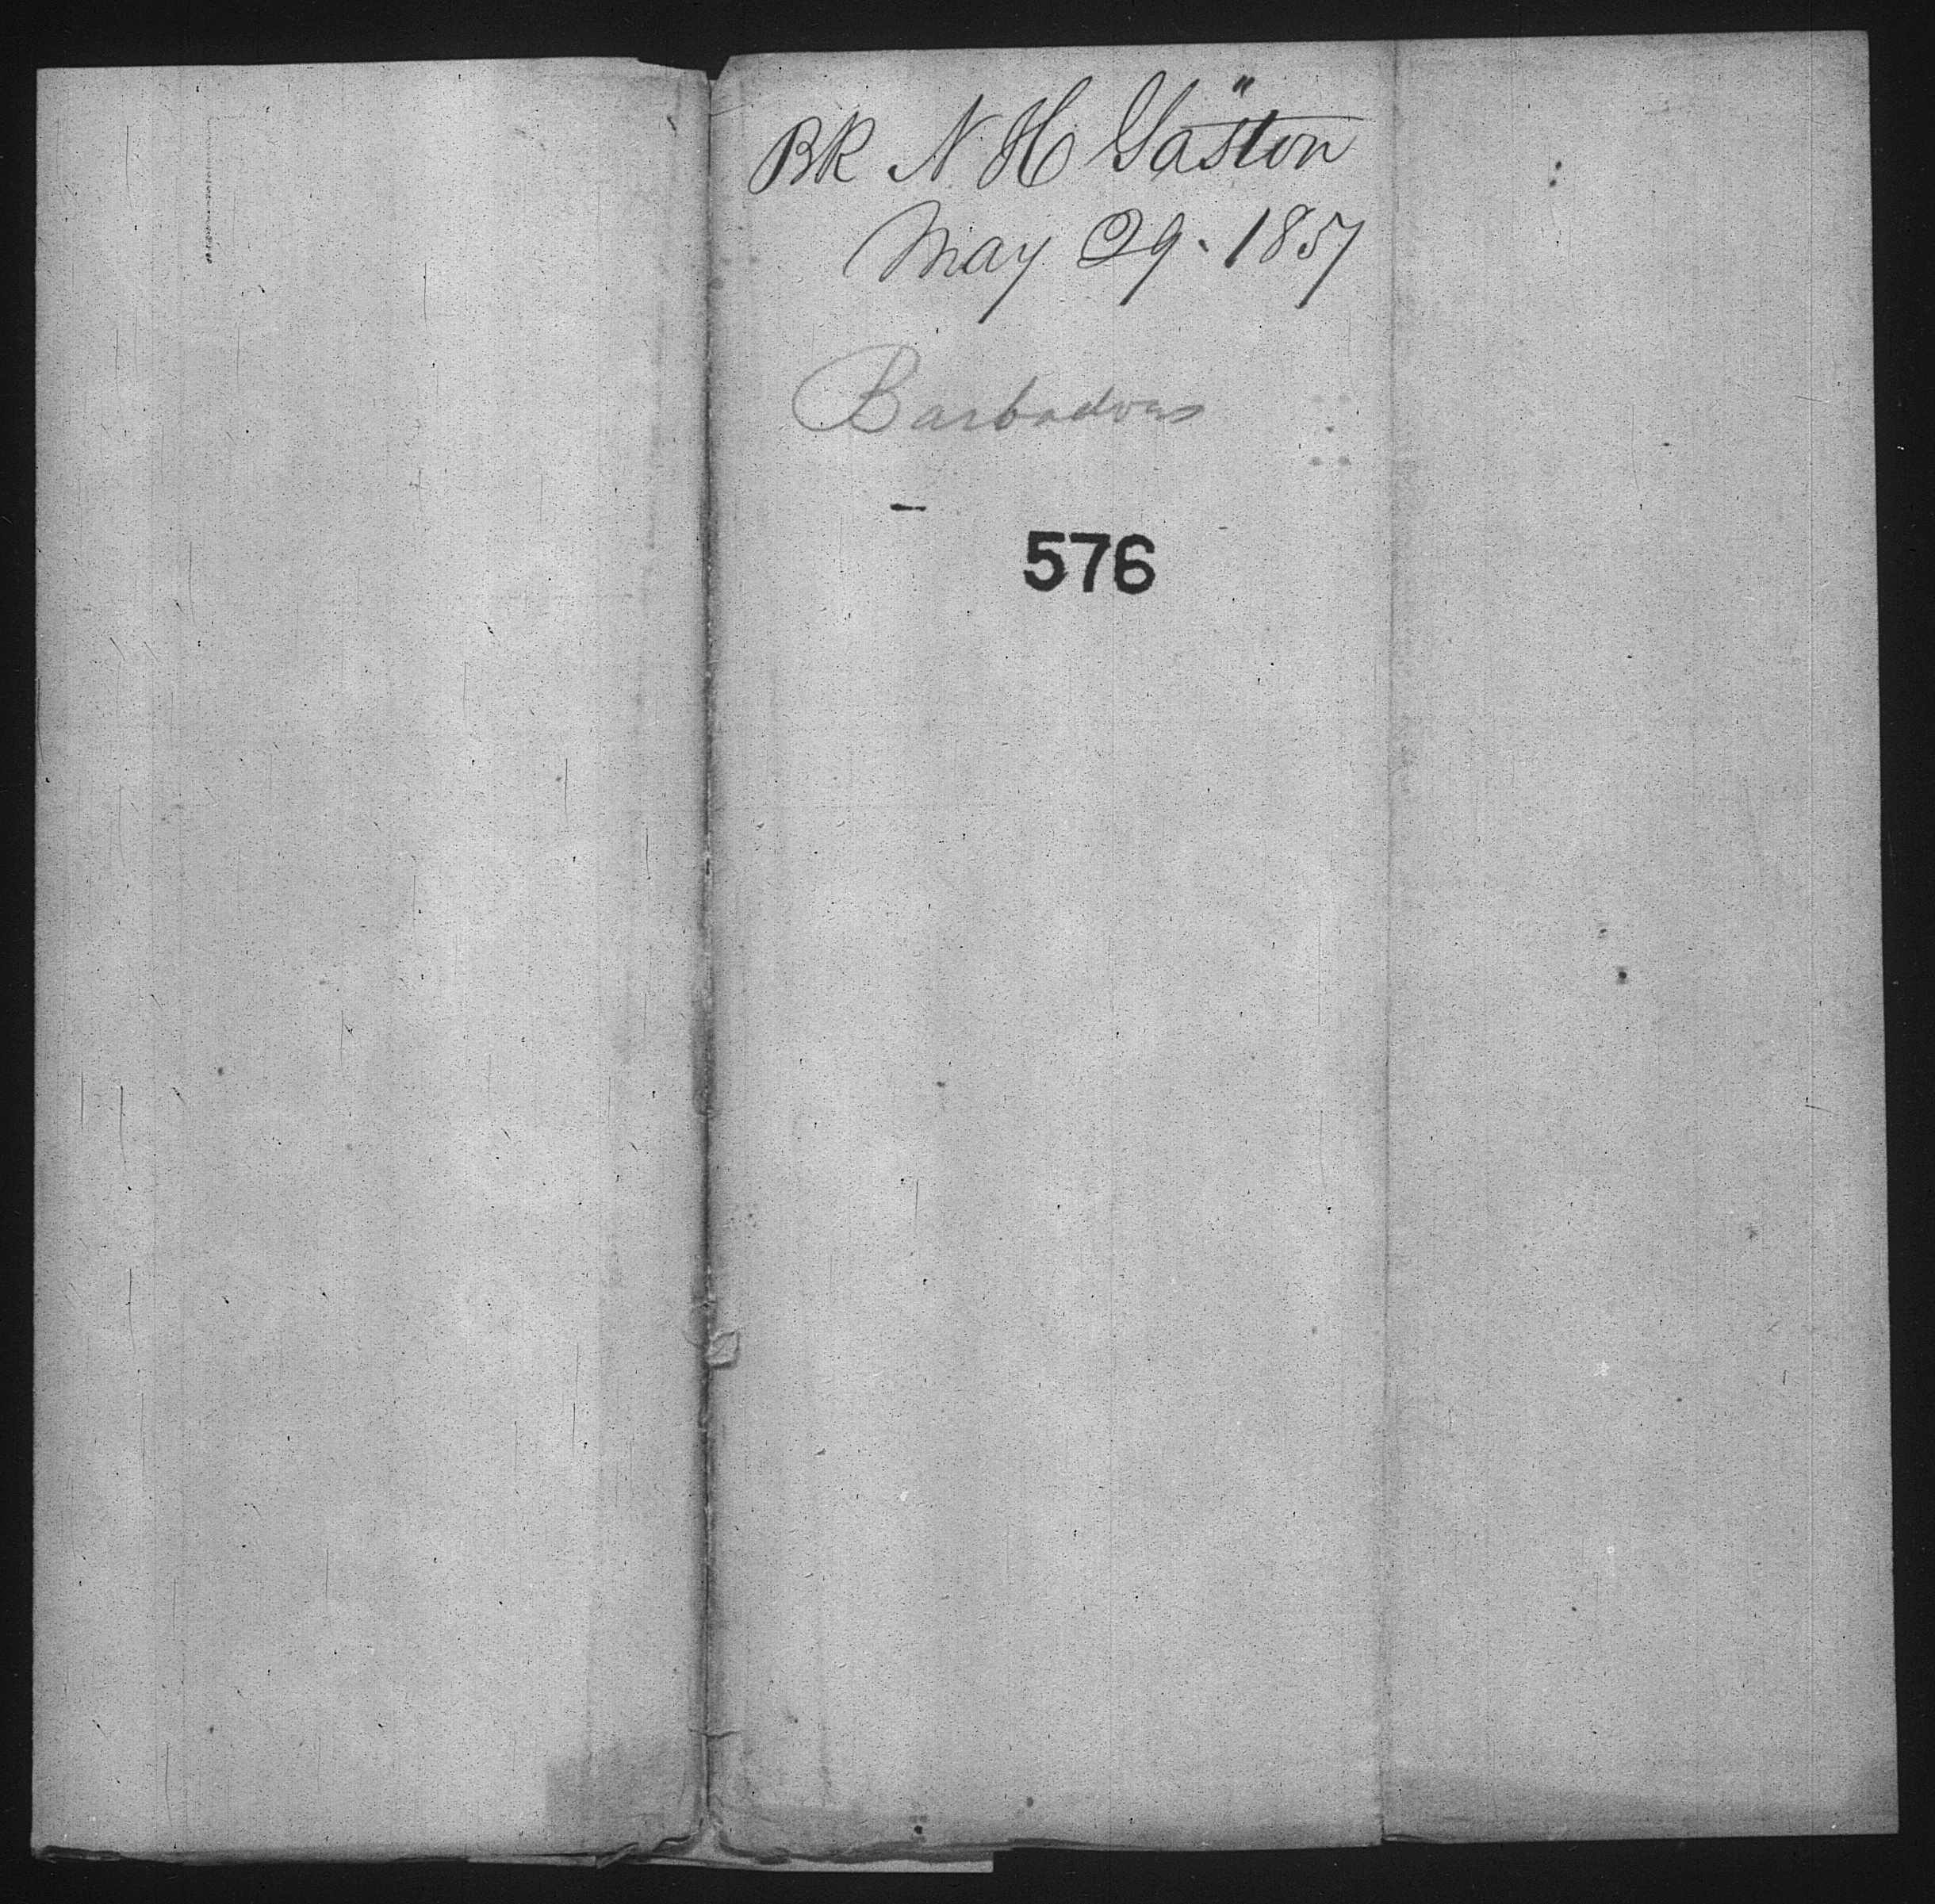 BK N H Gaston
May 29. 1857
Barbadoes
576